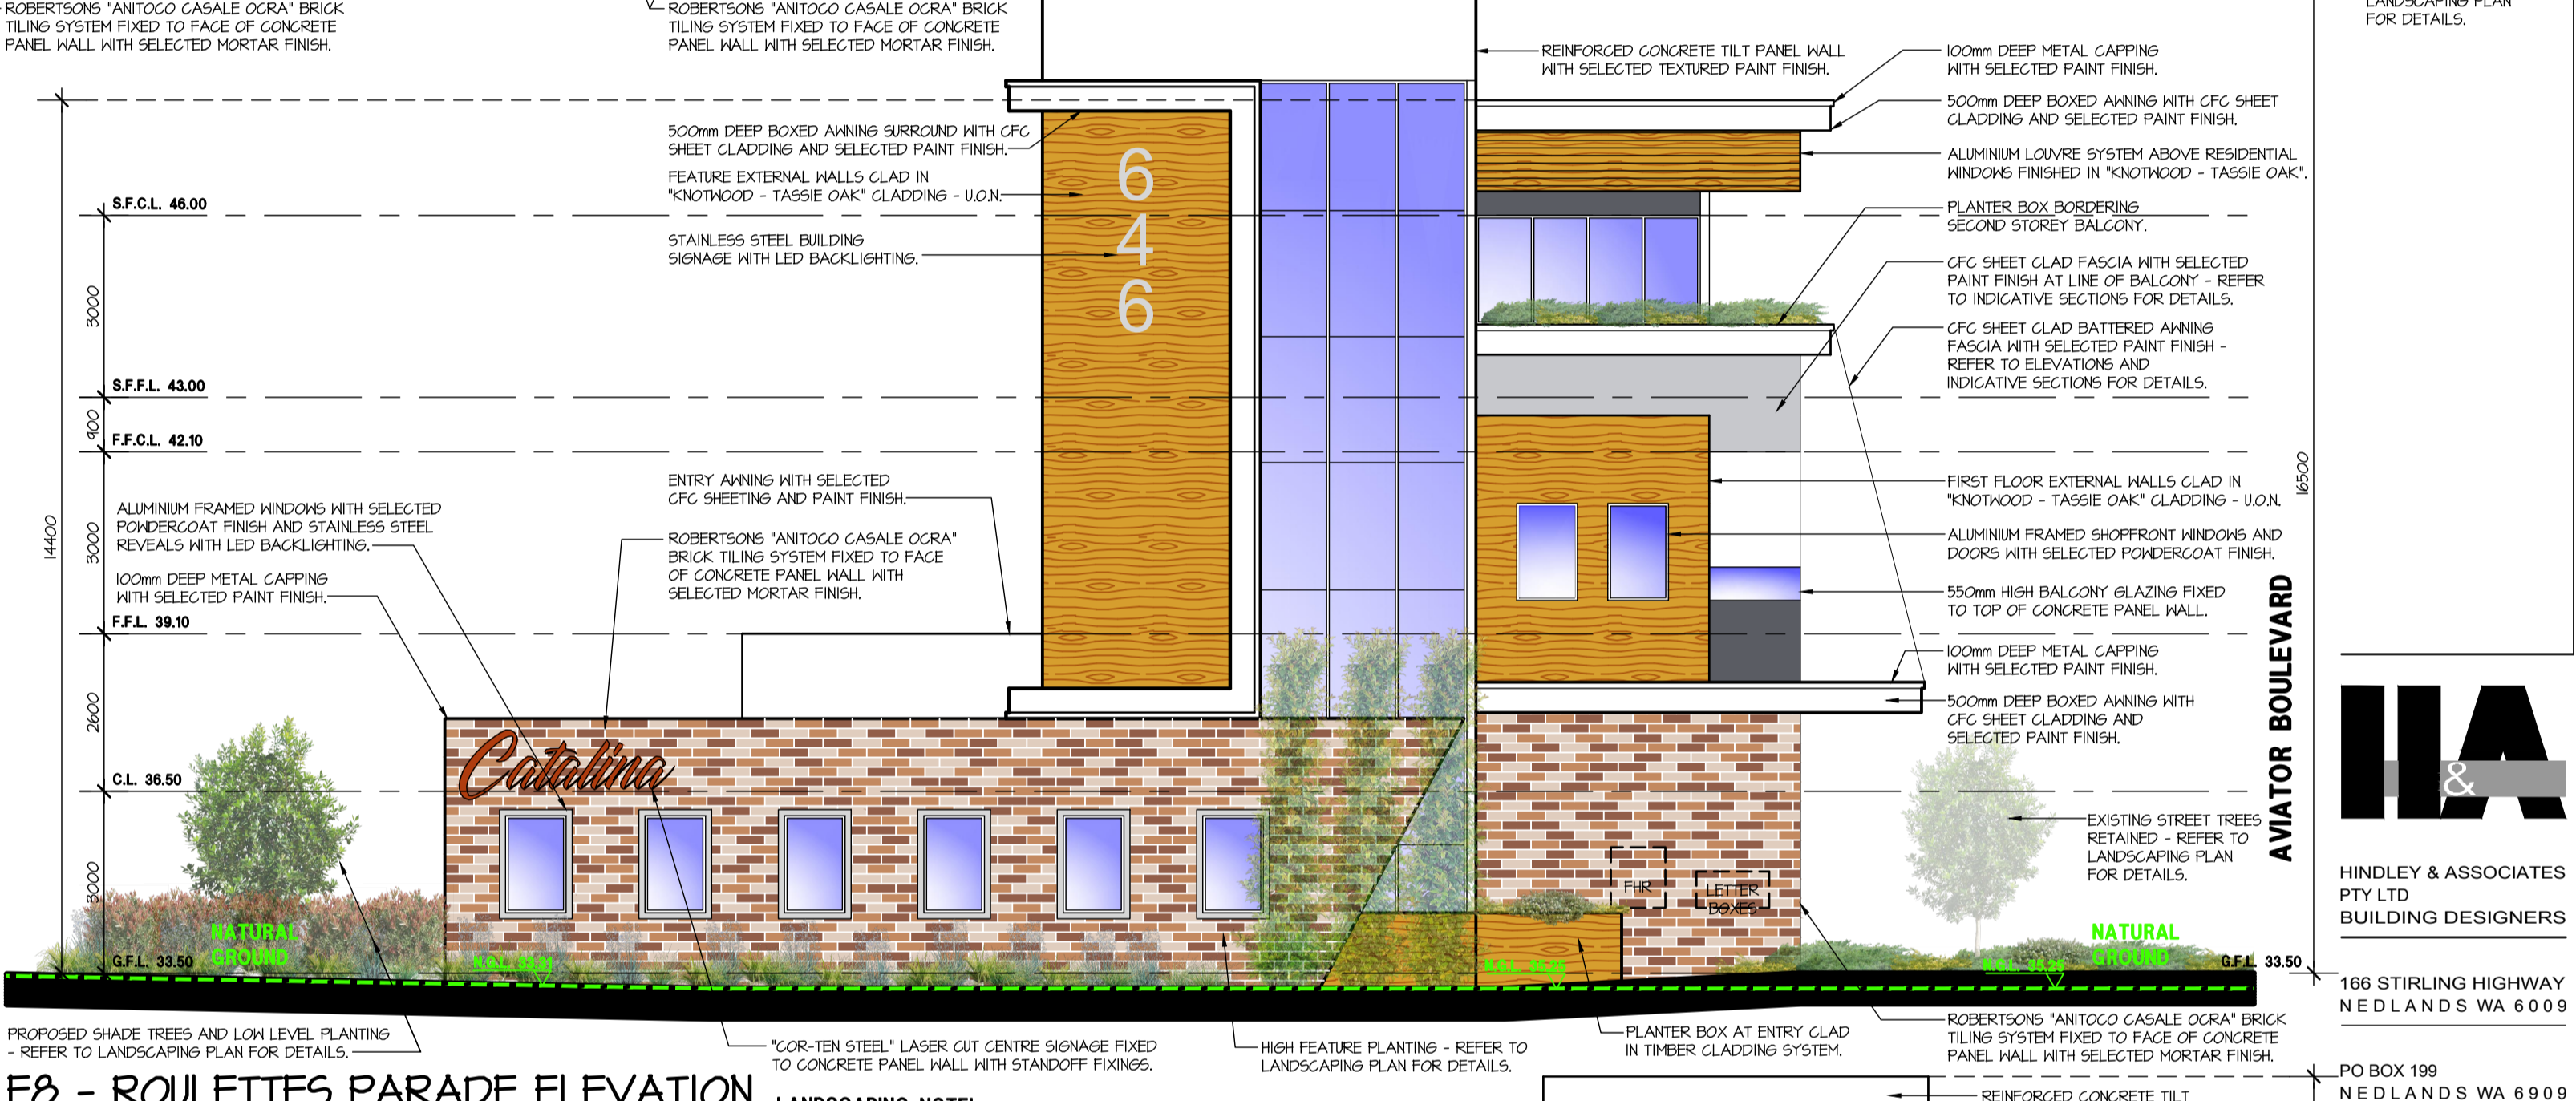 ROBERTSONS "ANITOCO CASALE OCRA" BRICK
TILING SYSTEM FIXED TO FACE OF CONCRETE
PANEL WALL WITH SELECTED MORTAR FINISH.
ROBERTSONS "ANITOCO CASALE OCRA" BRICK
TILING SYSTEM FIXED TO FACE OF CONCRETE
PANEL WALL WITH SELECTED MORTAR FINISH.
REINFORCED CONCRETE TILT PANEL WALL
WITH SELECTED TEXTURED PAINT FINISH.
LANDSCAPING PLAN
FOR DETAILS.
100mm DEEP METAL CAPPING
WITH SELECTED PAINT FINISH.
500mm DEEP BOXED AWNING WITH CFC SHEET
CLADDING AND SELECTED PAINT FINISH.
ALUMINIUM LOUVRE SYSTEM ABOVE RESIDENTIAL
WINDOWS FINISHED IN "KNOTWOOD - TASSIE OAK".
PLANTER BOX BORDERING
SECOND STOREY BALCONY.
CFC SHEET CLAD FASCIA WITH SELECTED
PAINT FINISH AT LINE OF BALCONY - REFER
TO INDICATIVE SECTIONS FOR DETAILS.
CFC SHEET CLAD BATTERED AWNING
FASCIA WITH SELECTED PAINT FINISH -
REFER TO ELEVATIONS AND
INDICATIVE SECTIONS FOR DETAILS.
FIRST FLOOR EXTERNAL WALLS CLAD IN
"KNOTWOOD - TASSIE OAK" CLADDING - U.O.N.
ALUMINIUM FRAMED SHOPFRONT WINDOWS AND
DOORS WITH SELECTED POWDERCOAT FINISH.
550mm HIGH BALCONY GLAZING FIXED
TO TOP OF CONCRETE PANEL WALL.
100mm DEEP METAL CAPPING
WITH SELECTED PAINT FINISH.
500mm DEEP BOXED AWNING WITH
CFC SHEET CLADDING AND
SELECTED PAINT FINISH.
EXISTING STREET TREES
RETAINED - REFER TO
LANDSCAPING PLAN
FOR DETAILS.
500mm DEEP BOXED AWNING SURROUND WITH CFC
SHEET CLADDING AND SELECTED PAINT FINISH.
FEATURE EXTERNAL WALLS CLAD IN
"KNOTWOOD - TASSIE OAK" CLADDING - U.O.N.
STAINLESS STEEL BUILDING
SIGNAGE WITH LED BACKLIGHTING.
6
4
6
ENTRY AWNING WITH SELECTED
CFC SHEETING AND PAINT FINISH.
ROBERTSONS "ANITOCO CASALE OCRA"
BRICK TILING SYSTEM FIXED TO FACE
OF CONCRETE PANEL WALL WITH
SELECTED MORTAR FINISH.
ALUMINIUM FRAMED WINDOWS WITH SELECTED
POWDERCOAT FINISH AND STAINLESS STEEL
REVEALS WITH LED BACKLIGHTING.
100mm DEEP METAL CAPPING
WITH SELECTED PAINT FINISH.
S.F.C.L. 46.00
3000
S.F.F.L. 43.00
900
F.F.C.L. 42.10
3000
14400
F.F.L. 39.10
2600
C.L. 36.50
3000
G.F.L. 33.50
NATURAL
GROUND
Catalina
N.G.L. 33.31
FHR
LETTER
BOXES
N.G.L. 35.25
N.G.L. 35.25
NATURAL
GROUND
G.F.L. 33.50
16500
AVIATOR BOULEVARD
H&A
HINDLEY & ASSOCIATES
PTY LTD
BUILDING DESIGNERS
166 STIRLING HIGHWAY
NEDLANDS WA 6009
PO BOX 199
NEDLANDS WA 6909
PROPOSED SHADE TREES AND LOW LEVEL PLANTING
- REFER TO LANDSCAPING PLAN FOR DETAILS.
"COR-TEN STEEL" LASER CUT CENTRE SIGNAGE FIXED
TO CONCRETE PANEL WALL WITH STANDOFF FIXINGS.
HIGH FEATURE PLANTING - REFER TO
LANDSCAPING PLAN FOR DETAILS.
PLANTER BOX AT ENTRY CLAD
IN TIMBER CLADDING SYSTEM.
ROBERTSONS "ANITOCO CASALE OCRA" BRICK
TILING SYSTEM FIXED TO FACE OF CONCRETE
PANEL WALL WITH SELECTED MORTAR FINISH.
E8 - ROULETTES PARADE ELEVATION
LANDSCAPING NOTE:
REINFORCED CONCRETE TILT